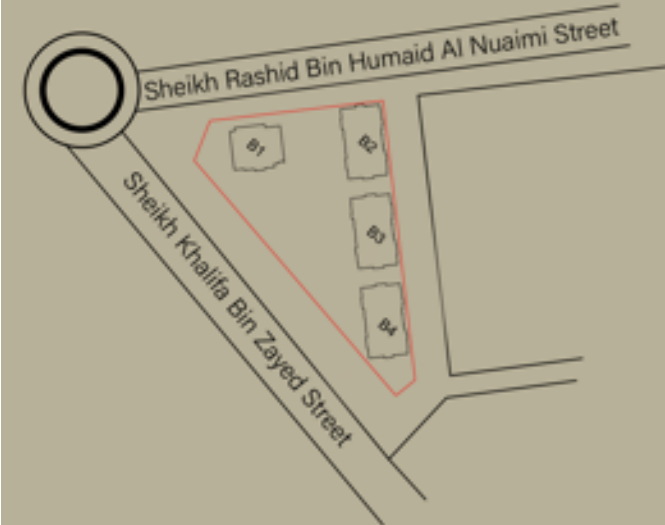 Sheikh Rashid Bin Humaid Al Nuaimi Street
B1
B2
B3
B4
Sheikh Khalifa Bin Zayed Street